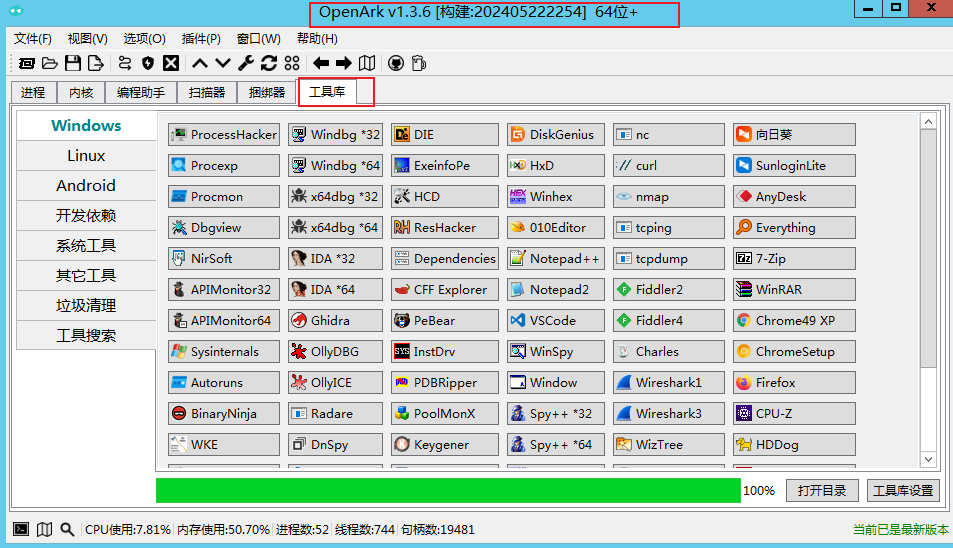 OpenArk v1.3.6 [构建:202405222254] 64位+
文件(F) 视图(V) 选项(O) 插件(P) 窗口(W) 帮助(H)
进程 内核 编程助手 扫描器 捆绑器 工具库
Windows
Linux
Android
开发依赖
系统工具
其它工具
垃圾清理
工具搜索
ProcessHacker Windbg *32 DIE DiskGenius nc 向日葵
Procexp Windbg *64 ExeinfoPe HxD curl SunloginLite
Procmon x64dbg *32 HCD Winhex nmap AnyDesk
Dbgview x64dbg *64 ResHacker 010Editor tcping Everything
NirSoft IDA *32 Dependencies Notepad++ tcpdump 7-Zip
APIMonitor32 IDA *64 CFF Explorer Notepad2 Fiddler2 WinRAR
APIMonitor64 Ghidra PeBear VSCode Fiddler4 Chrome49 XP
Sysinternals OllyDBG InstDrv WinSpy Charles ChromeSetup
Autoruns OllyICE PDBRipper Window Wireshark1 Firefox
BinaryNinja Radare PoolMonX Spy++ *32 Wireshark3 CPU-Z
WKE DnSpy Keygener Spy++ *64 WizTree HDDog
100% 打开目录 工具库设置
CPU使用:7.81% 内存使用:50.70% 进程数:52 线程数:744 句柄数:19481 当前已是最新版本